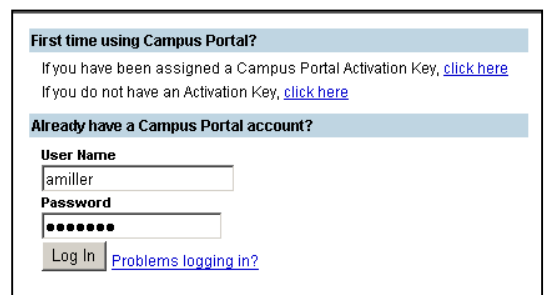 First time using Campus Portal?
If you have been assigned a Campus Portal Activation Key, click here
If you do not have an Activation Key, click here
Already have a Campus Portal account?
User Name
amiller
Password
●●●●●●●
Log In Problems logging in?